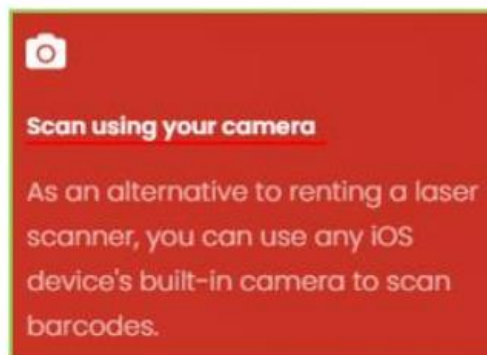 Scan using your camera
As an alternative to renting a laser
scanner, you can use any iOS
device's built-in camera to scan
barcodes.